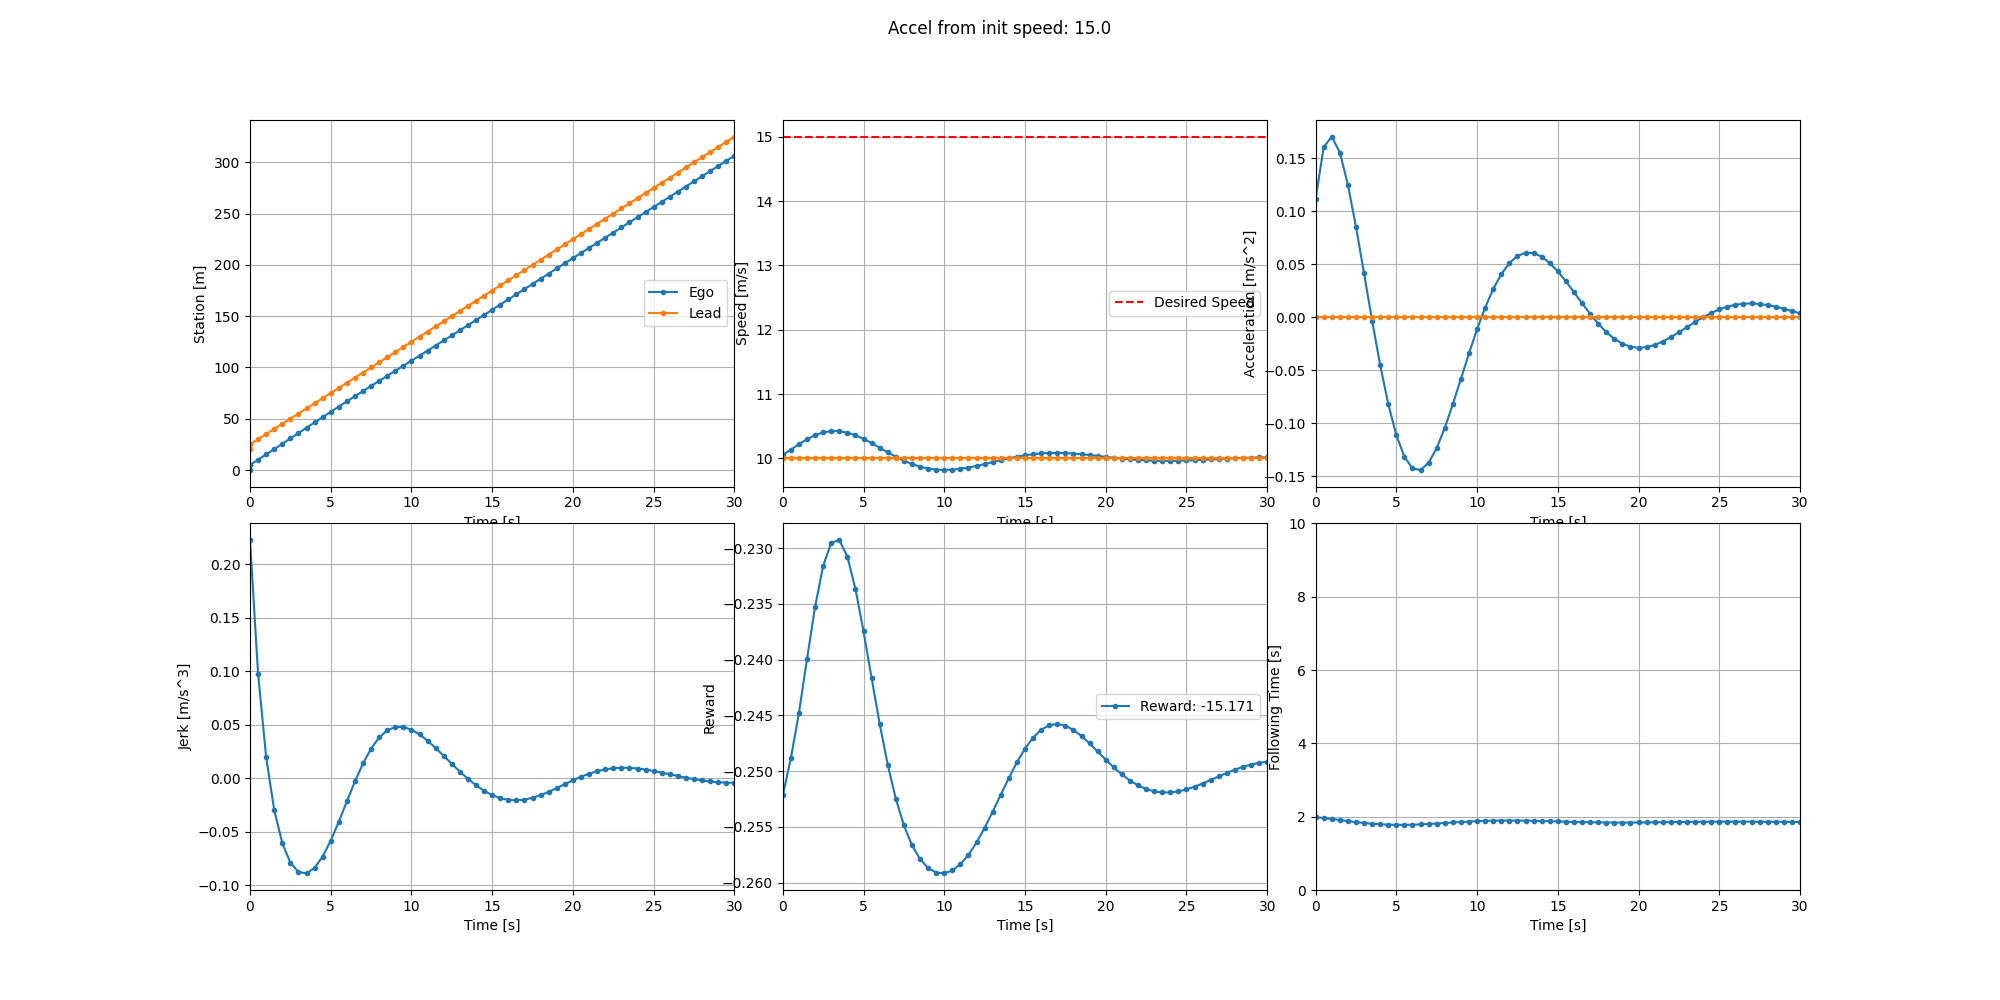 Accel from init speed: 15.0
Station [m]
300
250
200
150
100
50
0
0 5 10 15 20 25 30
Time [s]
Ego
Lead
Speed [m/s]
15
14
13
12
11
10
0 5 10 15 20 25 30
Time [s]
Desired Speed
Acceleration [m/s^2]
0.15
0.10
0.05
0.00
−0.05
−0.10
−0.15
0 5 10 15 20 25 30
Time [s]
Jerk [m/s^3]
0.20
0.15
0.10
0.05
0.00
−0.05
−0.10
0 5 10 15 20 25 30
Time [s]
Reward
−0.230
−0.235
−0.240
−0.245
−0.250
−0.255
−0.260
0 5 10 15 20 25 30
Time [s]
Reward: -15.171
Following Time [s]
10
8
6
4
2
0
0 5 10 15 20 25 30
Time [s]